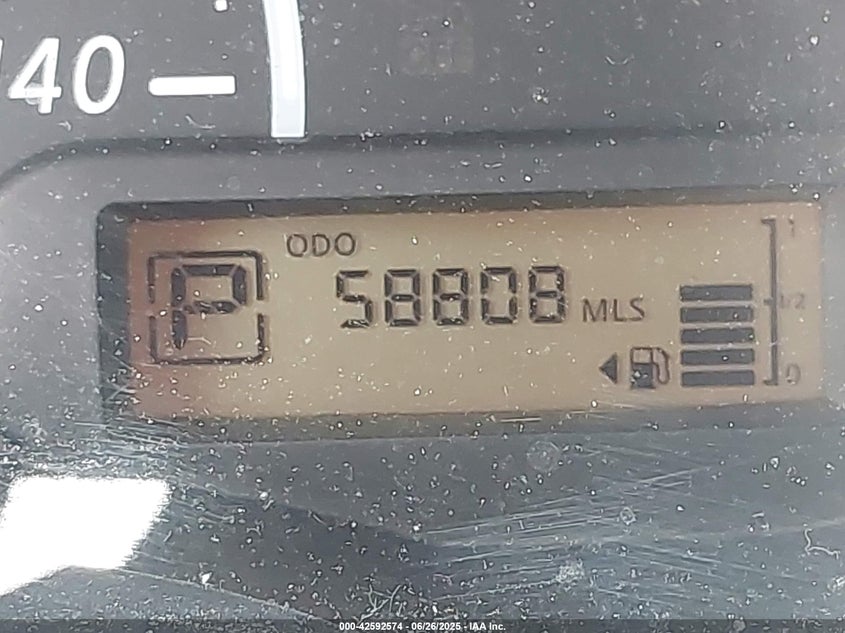 140
ODO
P
58808 MLS
1
1/2
0
000-42592574 - 06/26/2025 - IAA Inc.